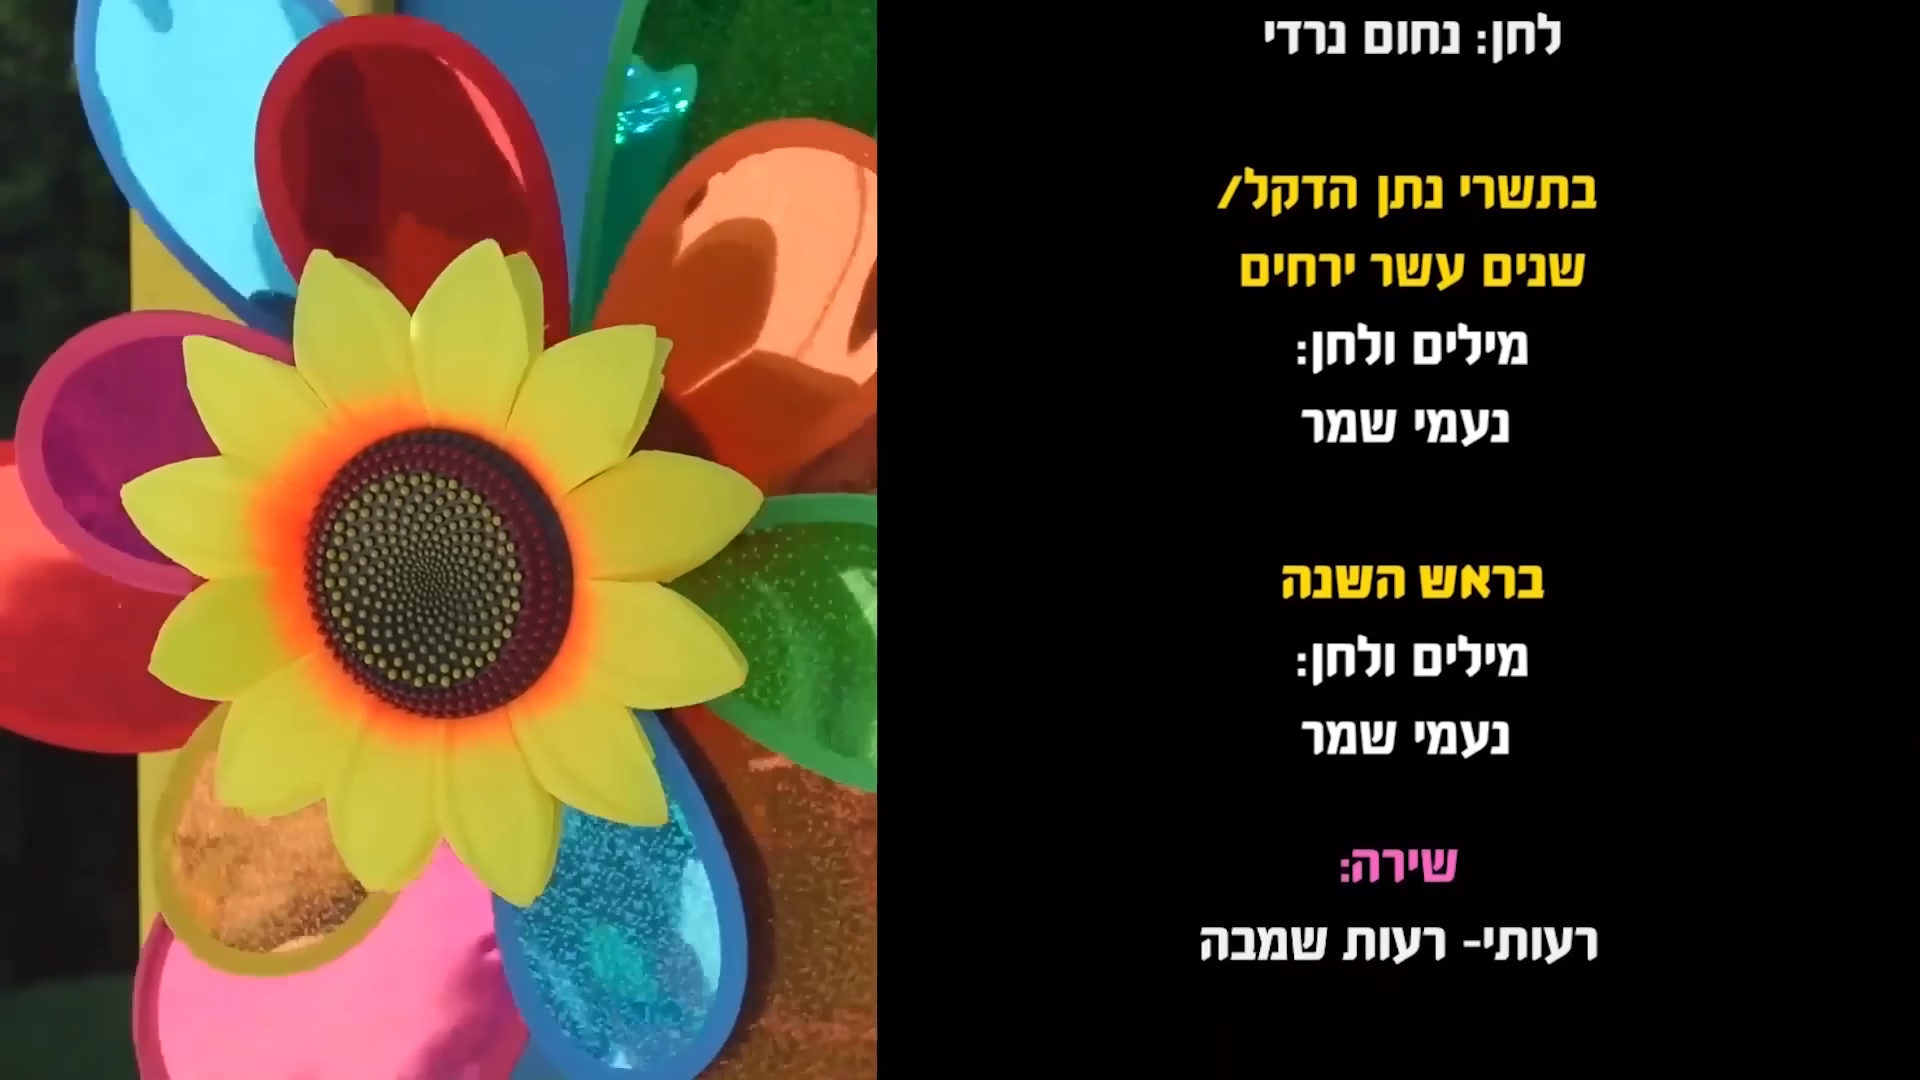 לחן: נחום נרדי
בתשרי נתן הדקל/
שנים עשר ירחים
מילים ולחן:
נעמי שמר
בראש השנה
מילים ולחן:
נעמי שמר
שירה:
רעותי- רעות שמבה